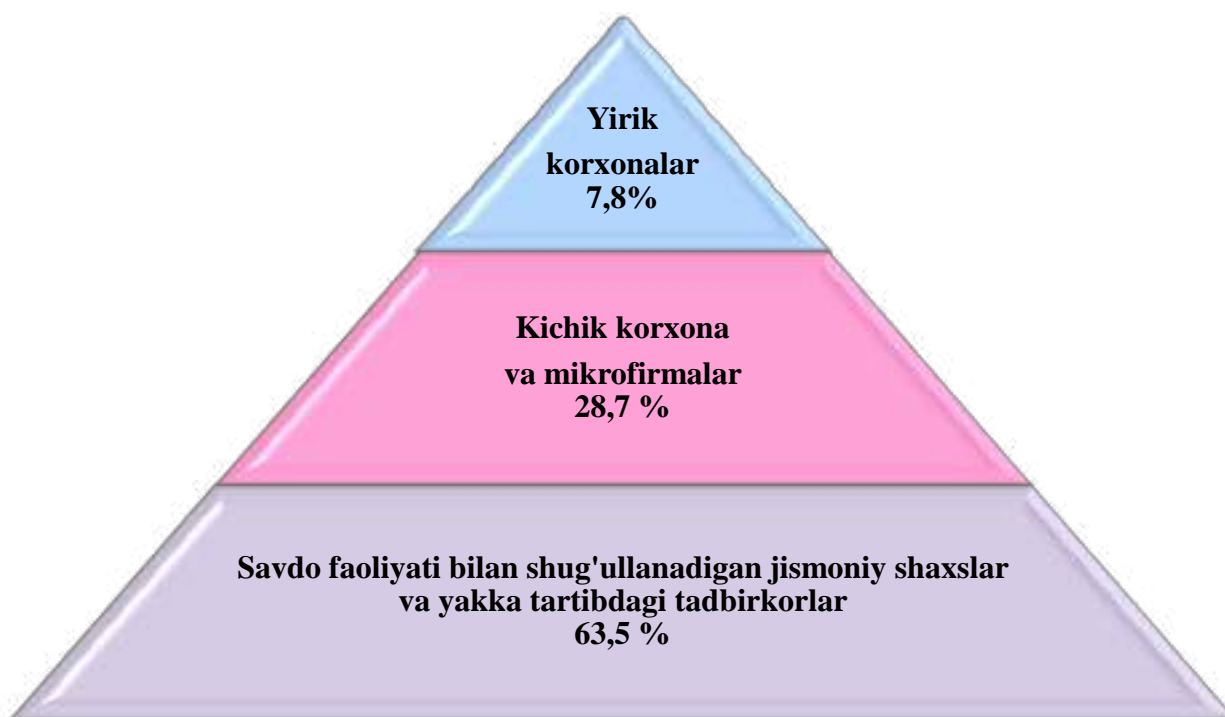 Yirik
korxonalar
7,8%
Kichik korxona
va mikrofirmalar
28,7 %
Savdo faoliyati bilan shug'ullanadigan jismoniy shaxslar
va yakka tartibdagi tadbirkorlar
63,5 %